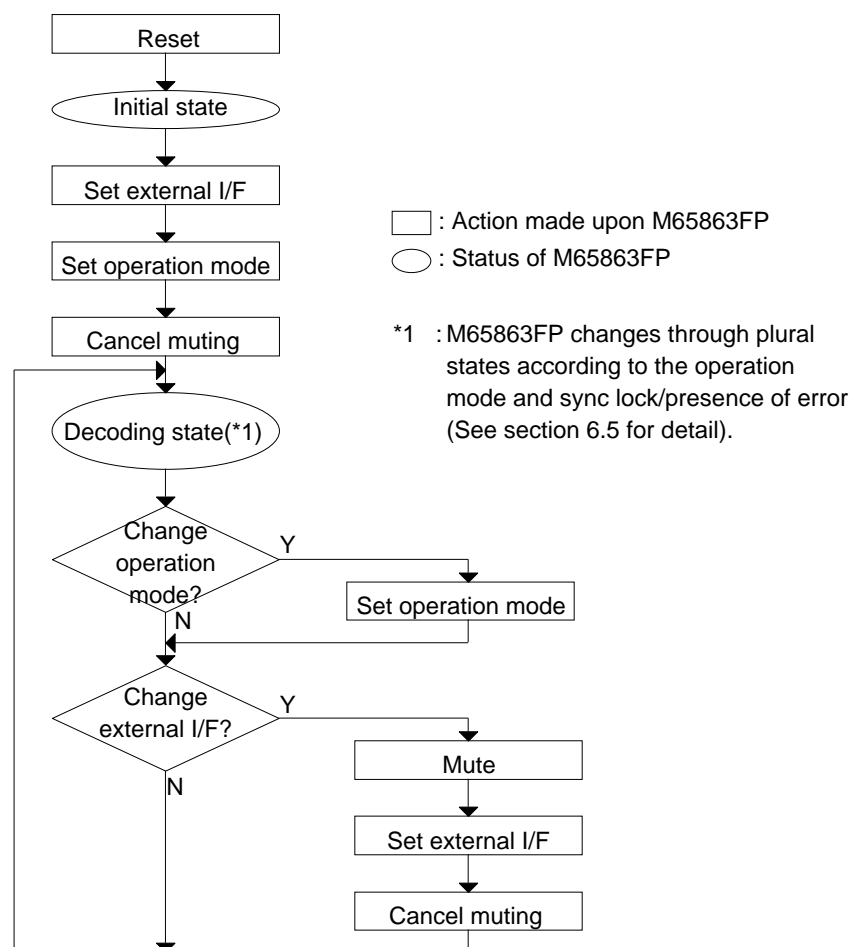 Reset
Initial state
Set external I/F
Set operation mode
Cancel muting
: Action made upon M65863FP
: Status of M65863FP
*1 : M65863FP changes through plural
states according to the operation
mode and sync lock/presence of error
(See section 6.5 for detail).
Decoding state(*1)
Change
operation
mode?
Y
N
Set operation mode
Change
external I/F?
Y
N
Mute
Set external I/F
Cancel muting